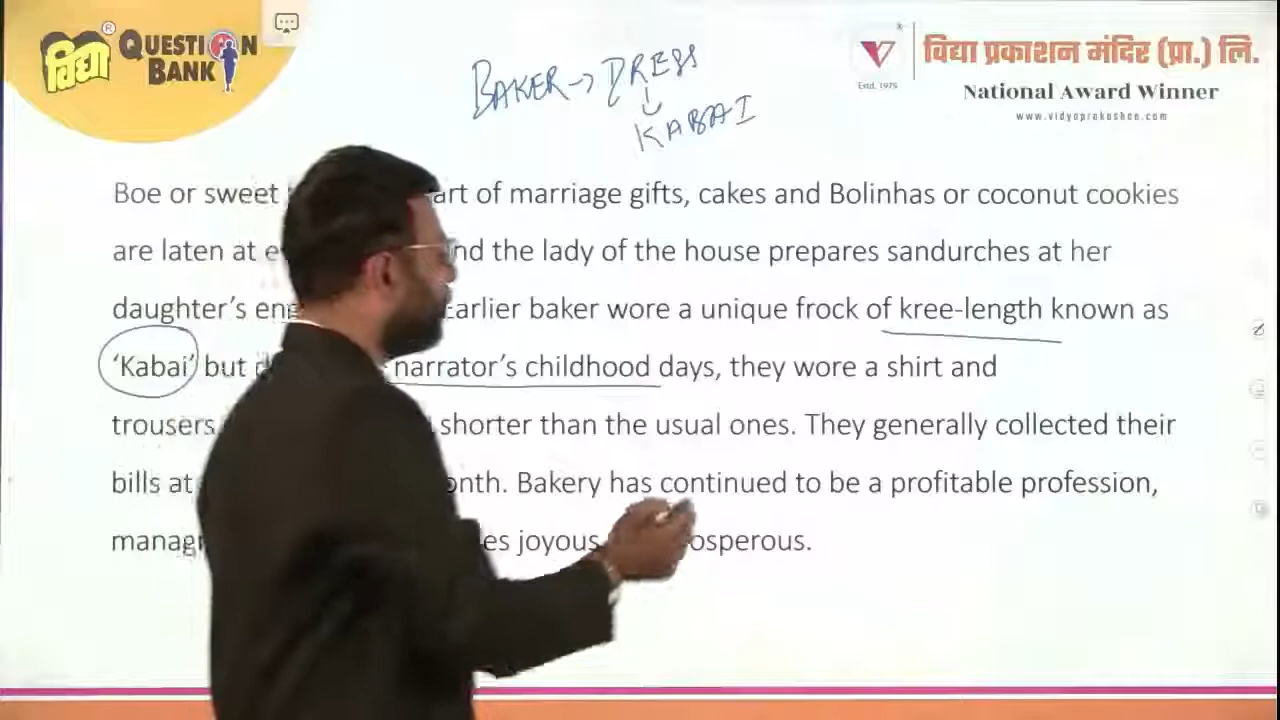 विद्या QUESTION BANK
BAKER → DRESS
↓
KABAI
विद्या प्रकाशन मंदिर (प्रा.) लि.
Estd. 1975
National Award Winner
www.vidyaprakashan.com
Boe or sweet art of marriage gifts, cakes and Bolinhas or coconut cookies
are laten at nd the lady of the house prepares sandurches at her
daughter's Earlier baker wore a unique frock of kree-length known as
'Kabai' but narrator's childhood days, they wore a shirt and
trousers shorter than the usual ones. They generally collected their
bills at onth. Bakery has continued to be a profitable profession,
es joyous osperous.